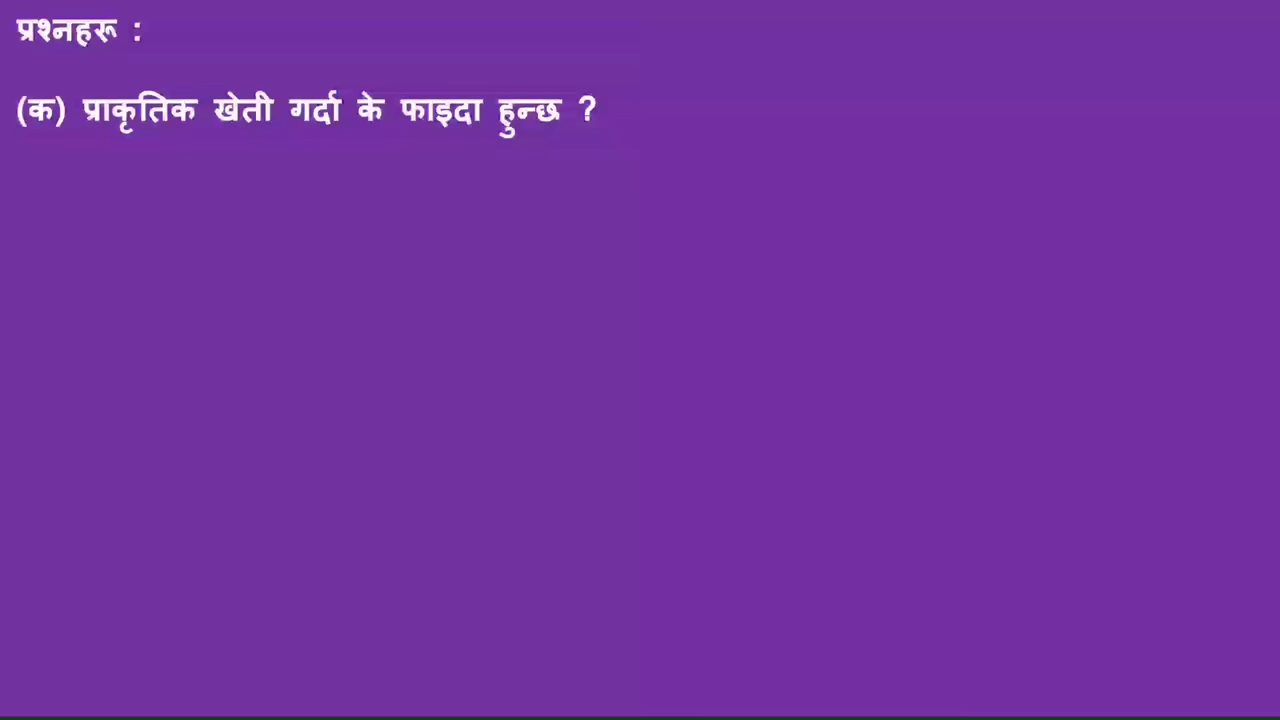 प्रश्नहरू :
(क) प्राकृतिक खेती गर्दा के फाइदा हुन्छ ?